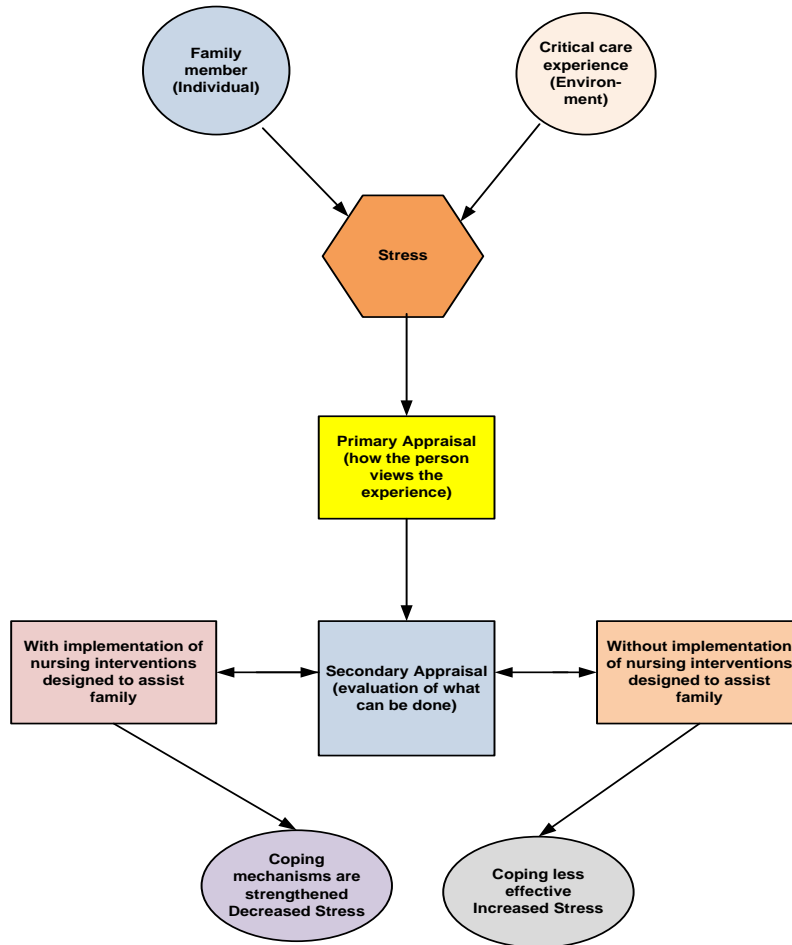 Family
member
(Individual)
Critical care
experience
(Environ-
ment)
Stress
Primary Appraisal
(how the person
views the
experience)
With implementation of
nursing interventions
designed to assist
family
Secondary Appraisal
(evaluation of what
can be done)
Without implementation
of nursing interventions
designed to assist
family
Coping
mechanisms are
strengthened
Decreased Stress
Coping less
effective
Increased Stress